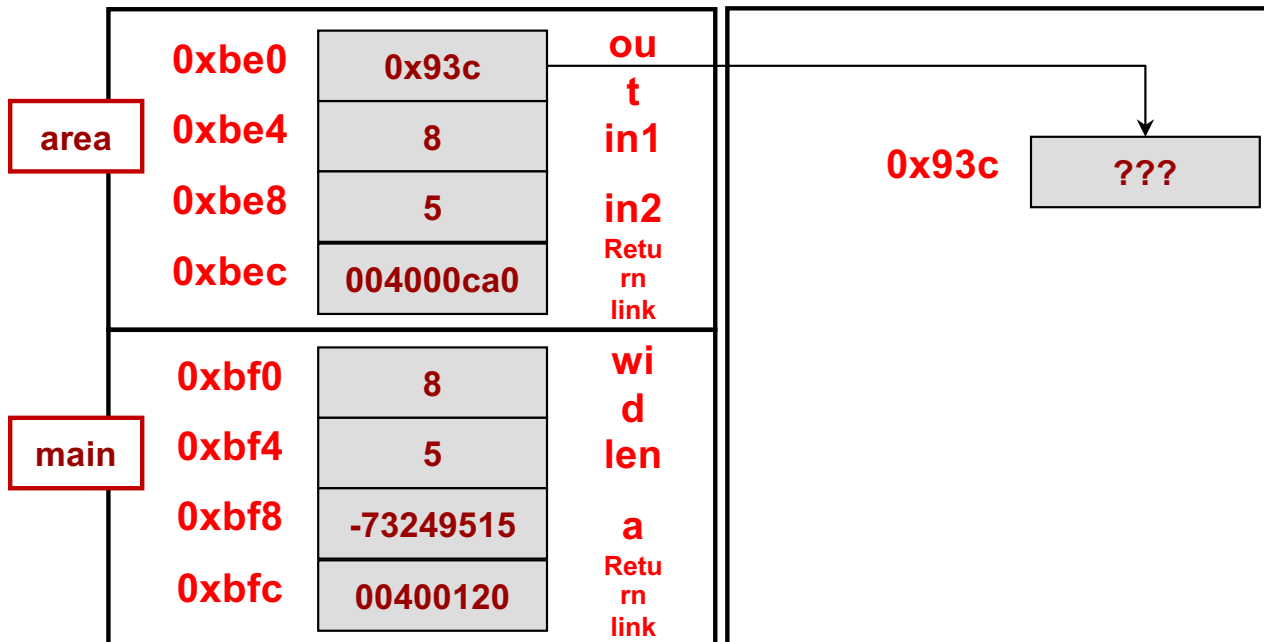 0xbe0 0x93c ou
t
area 0xbe4 8 in1
0x93c ???
0xbe8 5 in2
0xbec 004000ca0 Retu
rn
link
0xbf0 8 wi
d
main 0xbf4 5 len
0xbf8 -73249515 a
0xbfc 00400120 Retu
rn
link